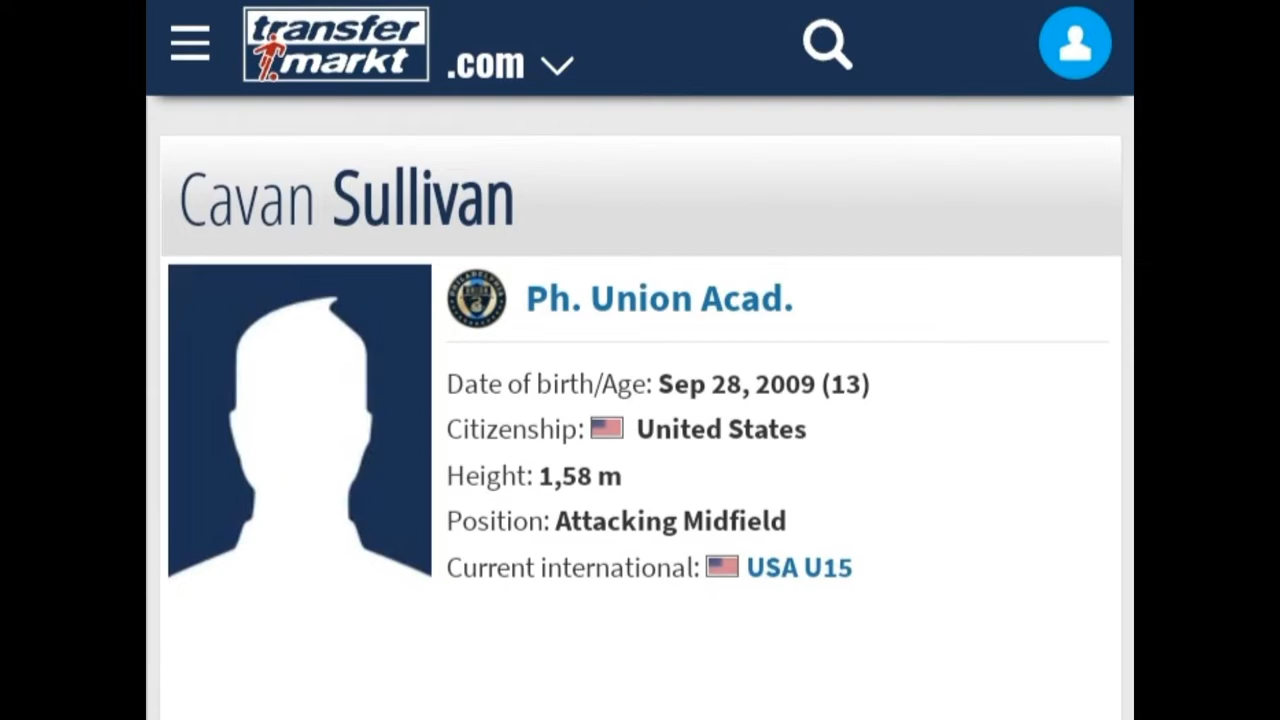 transfer
markt
.com
Cavan Sullivan
Ph. Union Acad.
Date of birth/Age: Sep 28, 2009 (13)
Citizenship: United States
Height: 1,58 m
Position: Attacking Midfield
Current international: USA U15